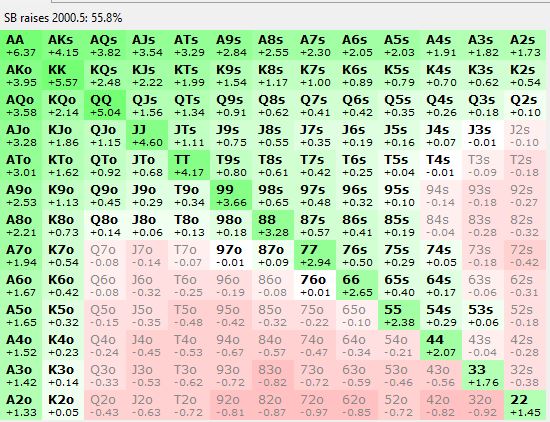 SB raises 2000.5: 55.8%
AA AKs AQs AJs ATs A9s A8s A7s A6s A5s A4s A3s A2s
+6.37 +4.15 +3.82 +3.54 +3.29 +2.84 +2.55 +2.30 +2.05 +2.03 +1.91 +1.82 +1.73
AKo KK KQs KJs KTs K9s K8s K7s K6s K5s K4s K3s K2s
+3.95 +5.57 +2.48 +2.22 +1.99 +1.54 +1.17 +1.00 +0.89 +0.79 +0.70 +0.62 +0.54
AQo KQo QQ QJs QTs Q9s Q8s Q7s Q6s Q5s Q4s Q3s Q2s
+3.58 +2.14 +5.04 +1.56 +1.34 +0.91 +0.62 +0.41 +0.42 +0.35 +0.26 +0.18 +0.10
AJo KJo QJo JJ JTs J9s J8s J7s J6s J5s J4s J3s J2s
+3.28 +1.86 +1.15 +4.60 +1.11 +0.75 +0.55 +0.35 +0.19 +0.16 +0.07 -0.01 -0.10
ATo KTo QTo JTo TT T9s T8s T7s T6s T5s T4s T3s T2s
+3.01 +1.62 +0.92 +0.68 +4.17 +0.80 +0.61 +0.42 +0.25 +0.04 -0.01 -0.09 -0.18
A9o K9o Q9o J9o T9o 99 98s 97s 96s 95s 94s 93s 92s
+2.53 +1.13 +0.45 +0.29 +0.34 +3.66 +0.65 +0.48 +0.32 +0.10 -0.14 -0.18 -0.27
A8o K8o Q8o J8o T8o 98o 88 87s 86s 85s 84s 83s 82s
+2.21 +0.73 +0.14 +0.06 +0.13 +0.18 +3.28 +0.57 +0.41 +0.19 -0.04 -0.28 -0.32
A7o K7o Q7o J7o T7o 97o 87o 77 76s 75s 74s 73s 72s
+1.94 +0.54 -0.08 -0.14 -0.07 -0.01 +0.09 +2.94 +0.50 +0.29 +0.05 -0.18 -0.42
A6o K6o Q6o J6o T6o 96o 86o 76o 66 65s 64s 63s 62s
+1.67 +0.42 -0.08 -0.32 -0.25 -0.19 -0.08 +0.01 +2.65 +0.40 +0.17 -0.06 -0.31
A5o K5o Q5o J5o T5o 95o 85o 75o 65o 55 54s 53s 52s
+1.65 +0.32 -0.15 -0.35 -0.48 -0.42 -0.32 -0.22 -0.10 +2.38 +0.29 +0.06 -0.18
A4o K4o Q4o J4o T4o 94o 84o 74o 64o 54o 44 43s 42s
+1.52 +0.23 -0.24 -0.45 -0.53 -0.67 -0.57 -0.47 -0.34 -0.21 +2.07 -0.04 -0.28
A3o K3o Q3o J3o T3o 93o 83o 73o 63o 53o 43o 33 32s
+1.42 +0.14 -0.33 -0.53 -0.62 -0.72 -0.82 -0.72 -0.59 -0.46 -0.56 +1.76 -0.38
A2o K2o Q2o J2o T2o 92o 82o 72o 62o 52o 42o 32o 22
+1.33 +0.05 -0.43 -0.63 -0.72 -0.81 -0.87 -0.97 -0.85 -0.72 -0.82 -0.92 +1.45